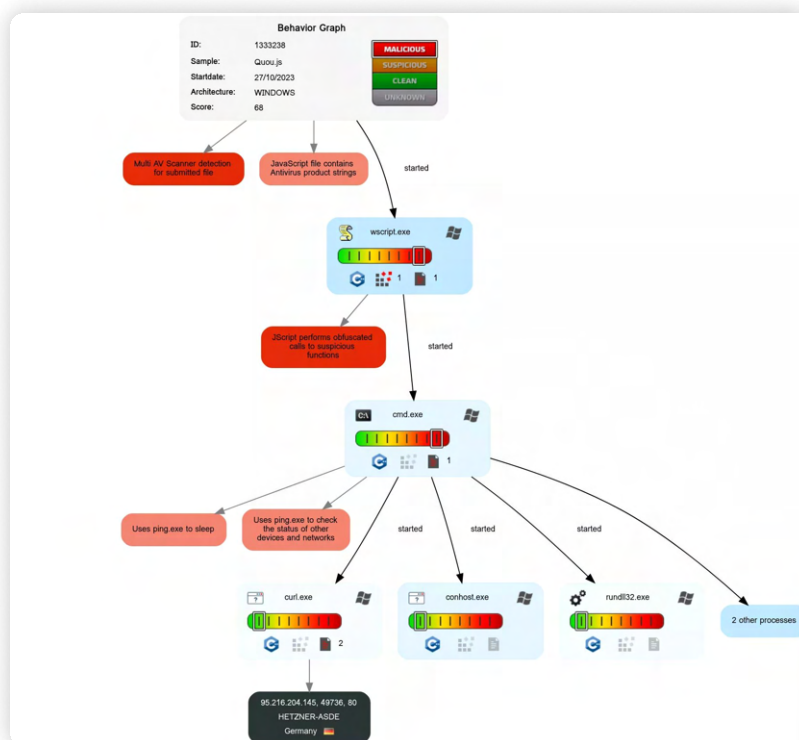 Behavior Graph
ID: 1333238
Sample: Quou.js
Startdate: 27/10/2023
Architecture: WINDOWS
Score: 68
MALICIOUS
SUSPICIOUS
CLEAN
UNKNOWN
Multi AV Scanner detection
for submitted file
JavaScript file contains
Antivirus product strings
started
wscript.exe
1
1
JScript performs obfuscated
calls to suspicious
functions
started
C:\
cmd.exe
1
Uses ping.exe to sleep
Uses ping.exe to check
the status of other
devices and networks
started
started
started
?
curl.exe
2
?
conhost.exe
rundll32.exe
2 other processes
95.216.204.145, 49736, 80
HETZNER-ASDE
Germany